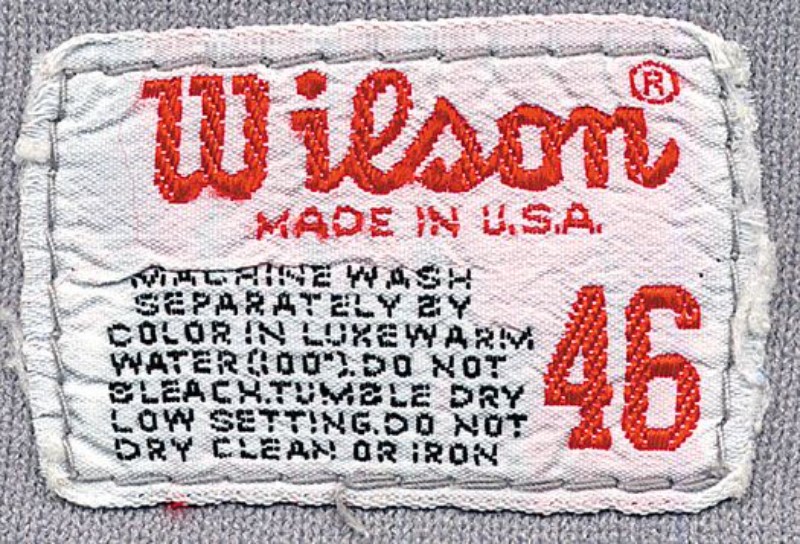 Wilson®
MADE IN U.S.A.
MACHINE WASH
SEPARATELY BY
COLOR IN LUKEWARM
WATER (100°). DO NOT
BLEACH. TUMBLE DRY
LOW SETTING. DO NOT
DRY CLEAN OR IRON
46